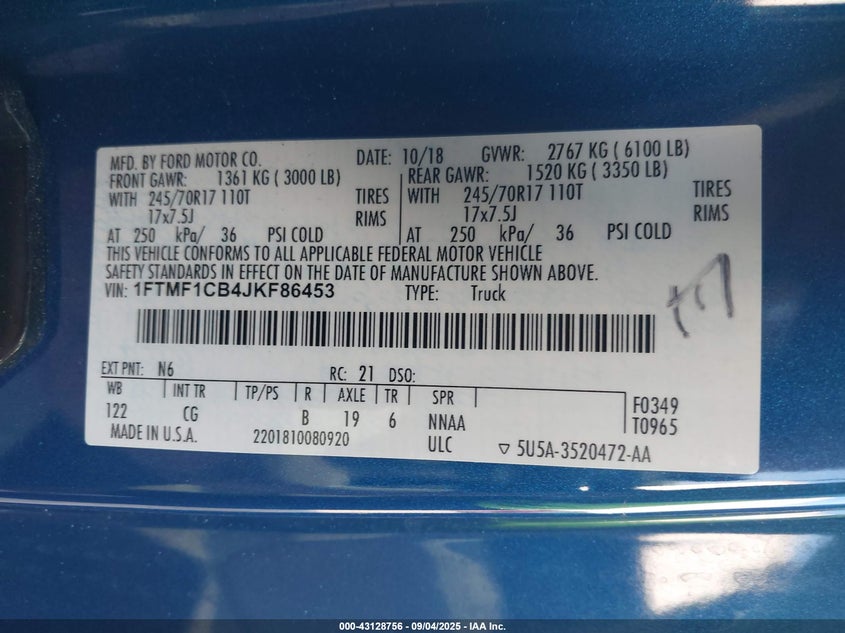 MFD. BY FORD MOTOR CO. DATE: 10/18 GVWR: 2767 KG ( 6100 LB)
FRONT GAWR: 1361 KG ( 3000 LB) REAR GAWR: 1520 KG ( 3350 LB)
WITH 245/70R17 110T TIRES WITH 245/70R17 110T TIRES
17x7.5J RIMS 17x7.5J RIMS
AT 250 kPa/ 36 PSI COLD AT 250 kPa/ 36 PSI COLD
THIS VEHICLE CONFORMS TO ALL APPLICABLE FEDERAL MOTOR VEHICLE
SAFETY STANDARDS IN EFFECT ON THE DATE OF MANUFACTURE SHOWN ABOVE.
VIN: 1FTMF1CB4JKF86453 TYPE: Truck
EXT PNT: N6 RC: 21 DSO:
WB INT TR TP/PS R AXLE TR SPR
122 CG B 19 6 NNAA F0349
T0965
MADE IN U.S.A. 2201810080920 ULC 5U5A-3520472-AA
000-43128756 - 09/04/2025 - IAA Inc.